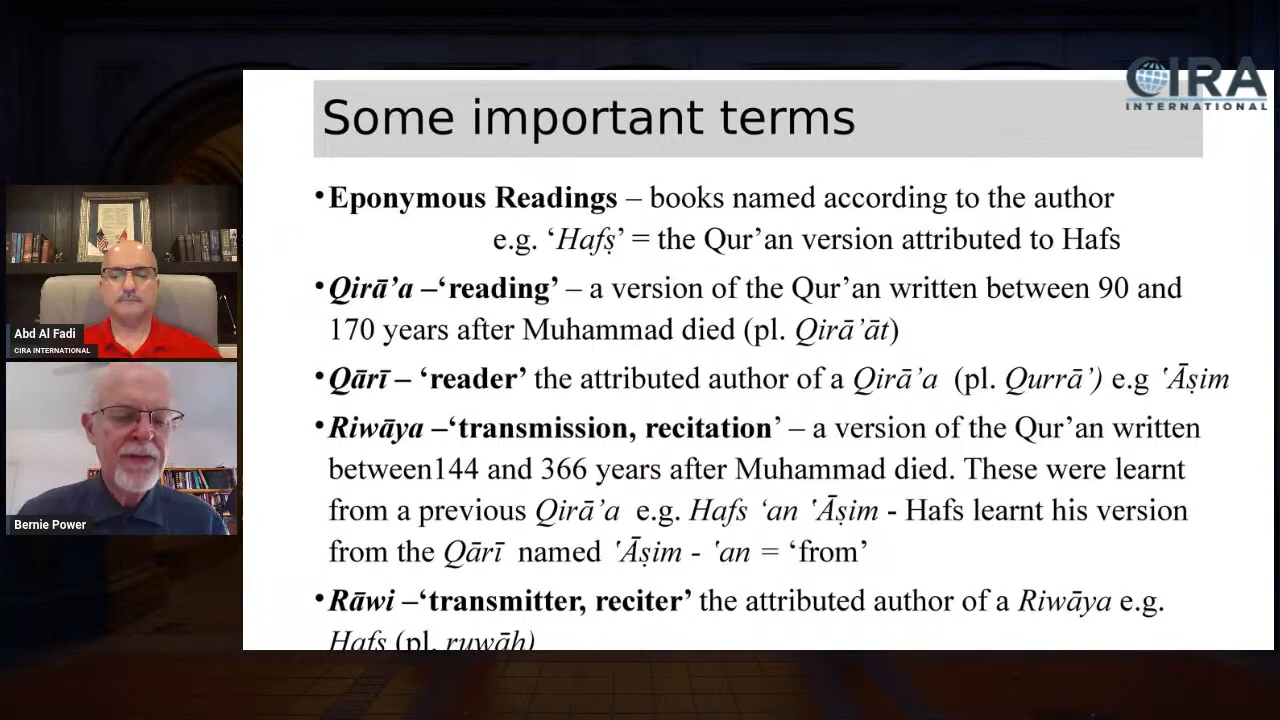 CIRA
INTERNATIONAL
Some important terms
•Eponymous Readings – books named according to the author
e.g. ‘Hafṣ’ = the Qur’an version attributed to Hafs
•Qirā’a –‘reading’ – a version of the Qur’an written between 90 and
170 years after Muhammad died (pl. Qirā’āt)
•Qārī – ‘reader’ the attributed author of a Qirā’a (pl. Qurrā’) e.g ‛Āṣim
•Riwāya –‘transmission, recitation’ – a version of the Qur’an written
between144 and 366 years after Muhammad died. These were learnt
from a previous Qirā’a e.g. Hafs ‘an ‛Āṣim - Hafs learnt his version
from the Qārī named ‛Āṣim - ‛an = ‘from’
•Rāwi –‘transmitter, reciter’ the attributed author of a Riwāya e.g.
Hafs (pl. ruwāh)
Abd Al Fadi
CIRA INTERNATIONAL
Bernie Power